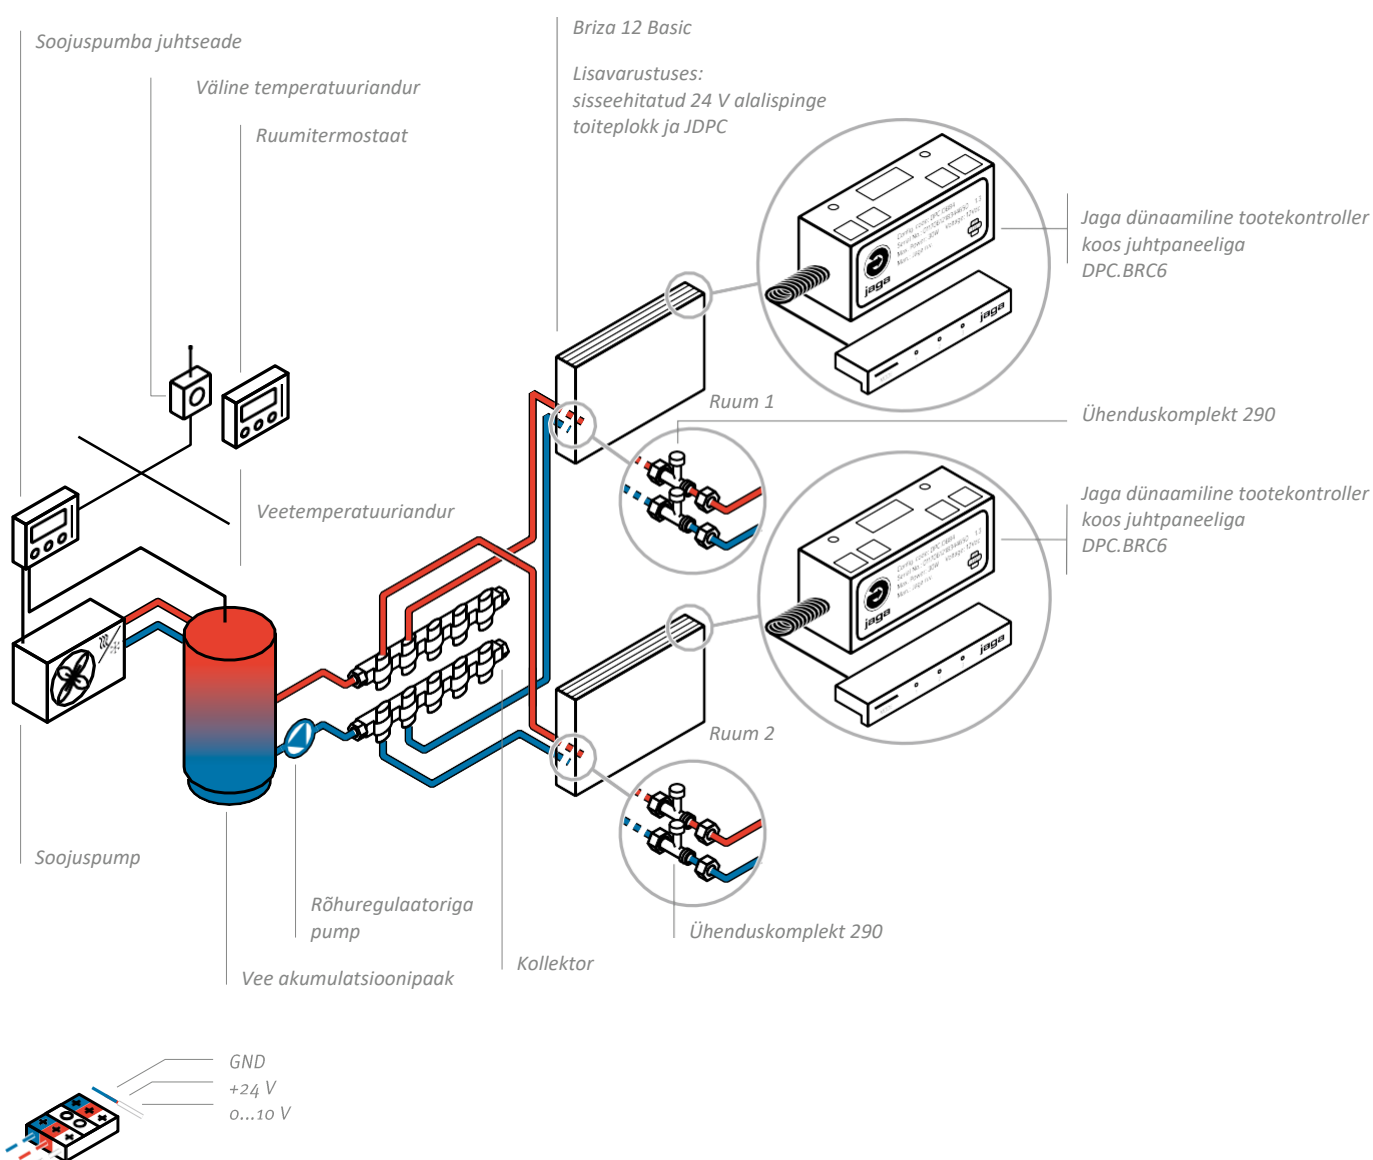 Soojuspumba juhtseade
Väline temperatuuriandur
Ruumitermostaat
Briza 12 Basic
Lisavarustuses:
sisseehitatud 24 V alalispinge
toiteplokk ja JDPC
Jaga dünaamiline tootekontroller
koos juhtpaneeliga
DPC.BRC6
jaga
jaga
Ruum 1
Ühenduskomplekt 290
Jaga dünaamiline tootekontroller
koos juhtpaneeliga
DPC.BRC6
jaga
jaga
Veetemperatuuriandur
Ruum 2
Soojuspump
Rõhuregulaatoriga
pump
Ühenduskomplekt 290
Kollektor
Vee akumulatsioonipaak
GND
+24 V
0...10 V